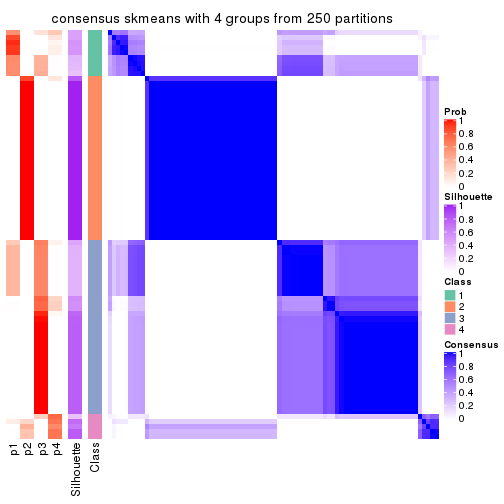 consensus skmeans with 4 groups from 250 partitions
Prob
1
0.8
0.6
0.4
0.2
0
Silhouette
1
0.8
0.6
0.4
0.2
0
Class
1
2
3
4
Consensus
1
0.8
0.6
0.4
0.2
0
p1
p2
p3
p4
Silhouette
Class